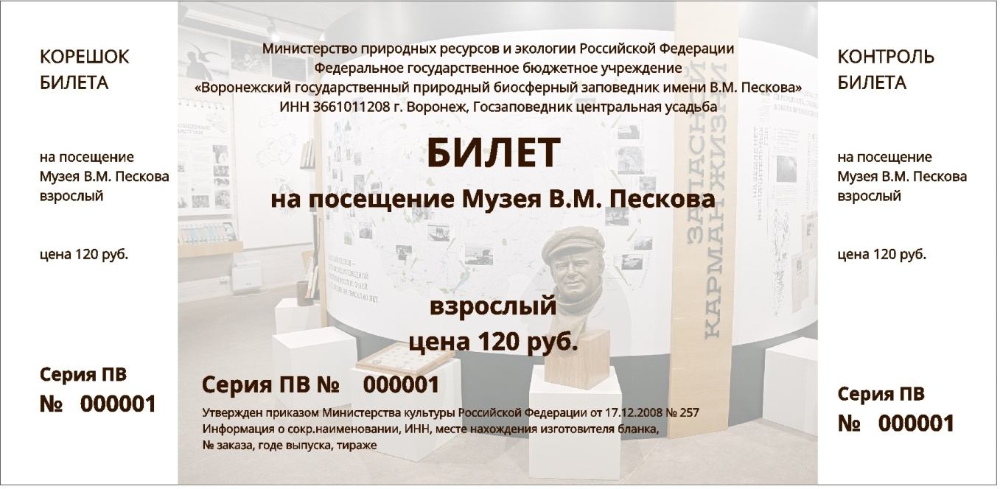 КОРЕШОК
БИЛЕТА
на посещение
Музея В.М. Пескова
взрослый
цена 120 руб.
Серия ПВ
№ 000001
Министерство природных ресурсов и экологии Российской Федерации
Федеральное государственное бюджетное учреждение
«Воронежский государственный природный биосферный заповедник имени В.М. Пескова»
ИНН 3661011208 г. Воронеж, Госзаповедник центральная усадьба
БИЛЕТ
на посещение Музея В.М. Пескова
взрослый
цена 120 руб.
Серия ПВ № 000001
Утвержден приказом Министерства культуры Российской Федерации от 17.12.2008 № 257
Информация о сокр.наименовании, ИНН, месте нахождения изготовителя бланка,
№ заказа, годе выпуска, тираже
ЗАПАСНОЙ
КАРМАН ЖИЗНИ
КОНТРОЛЬ
БИЛЕТА
на посещение
Музея В.М. Пескова
взрослый
цена 120 руб.
Серия ПВ
№ 000001